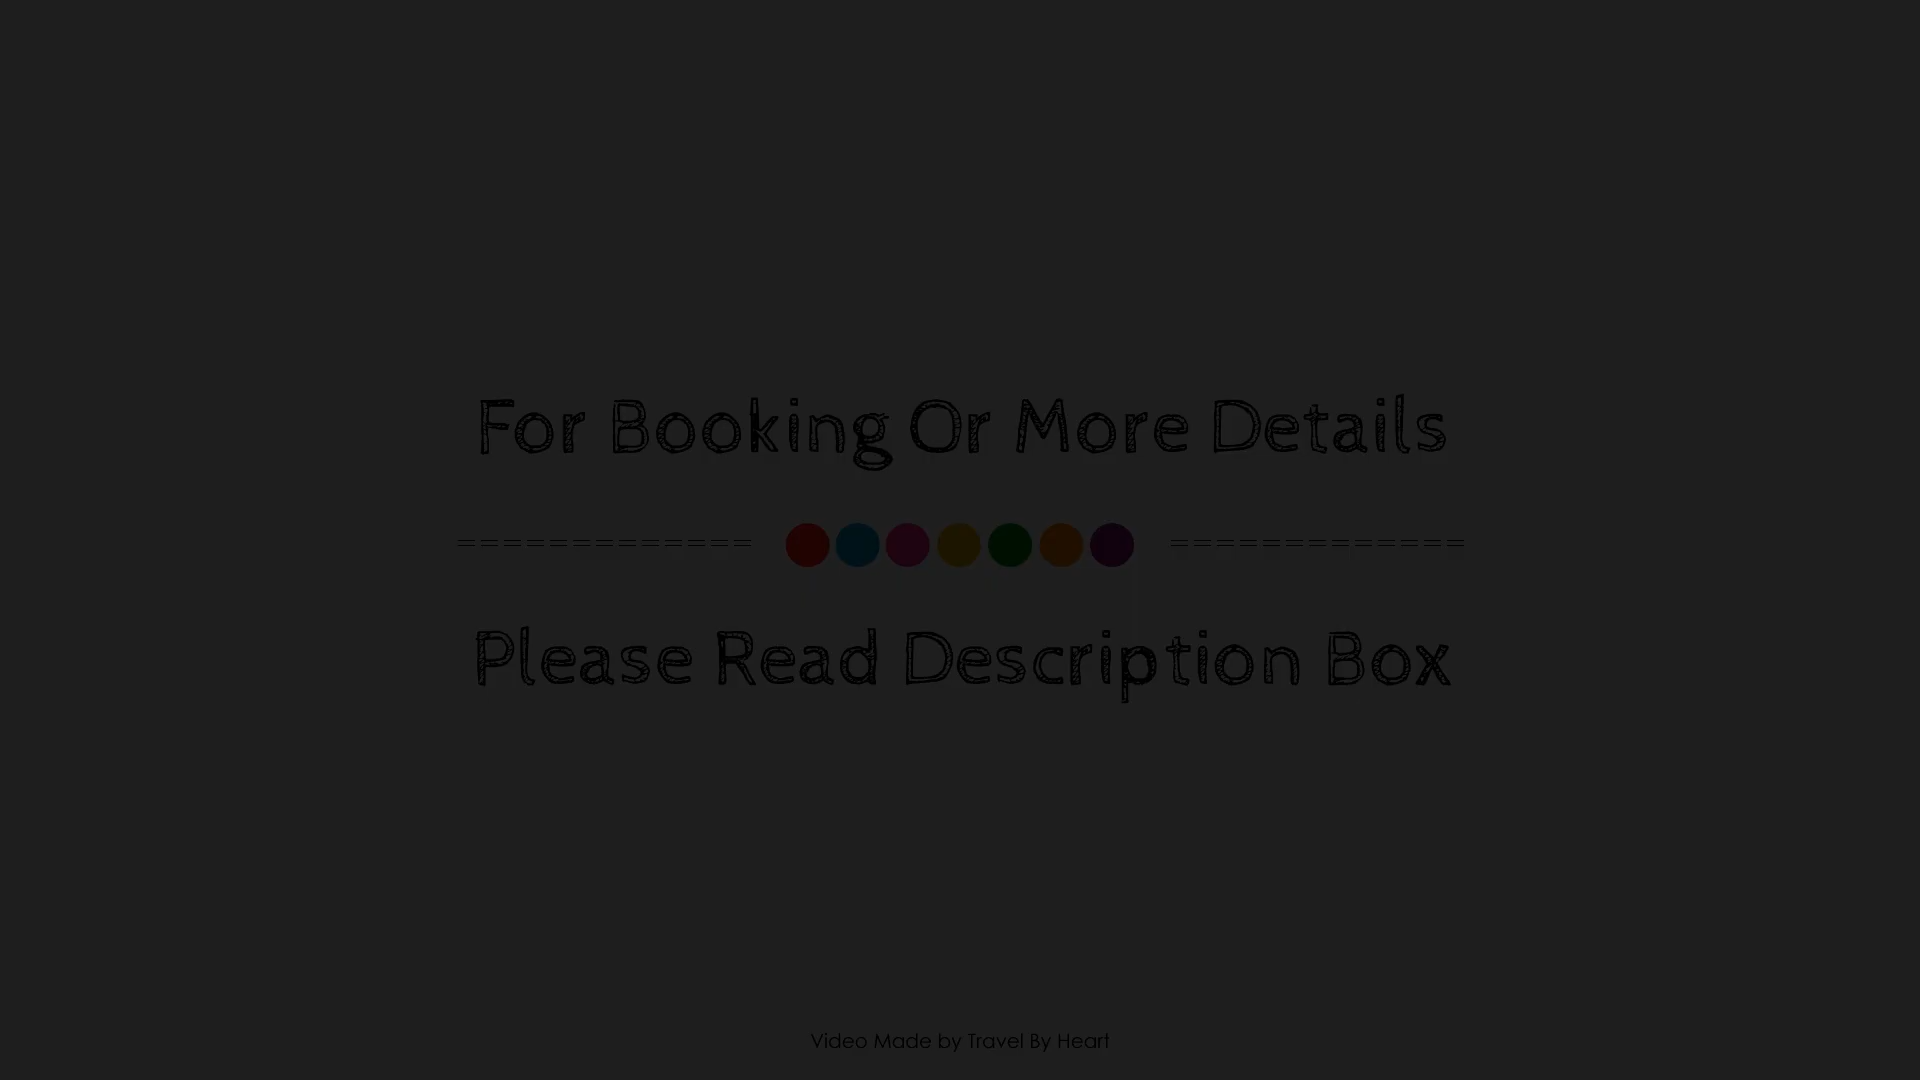 For Booking Or More Details
============= =============
Please Read Description Box
Video Made by Travel By Heart